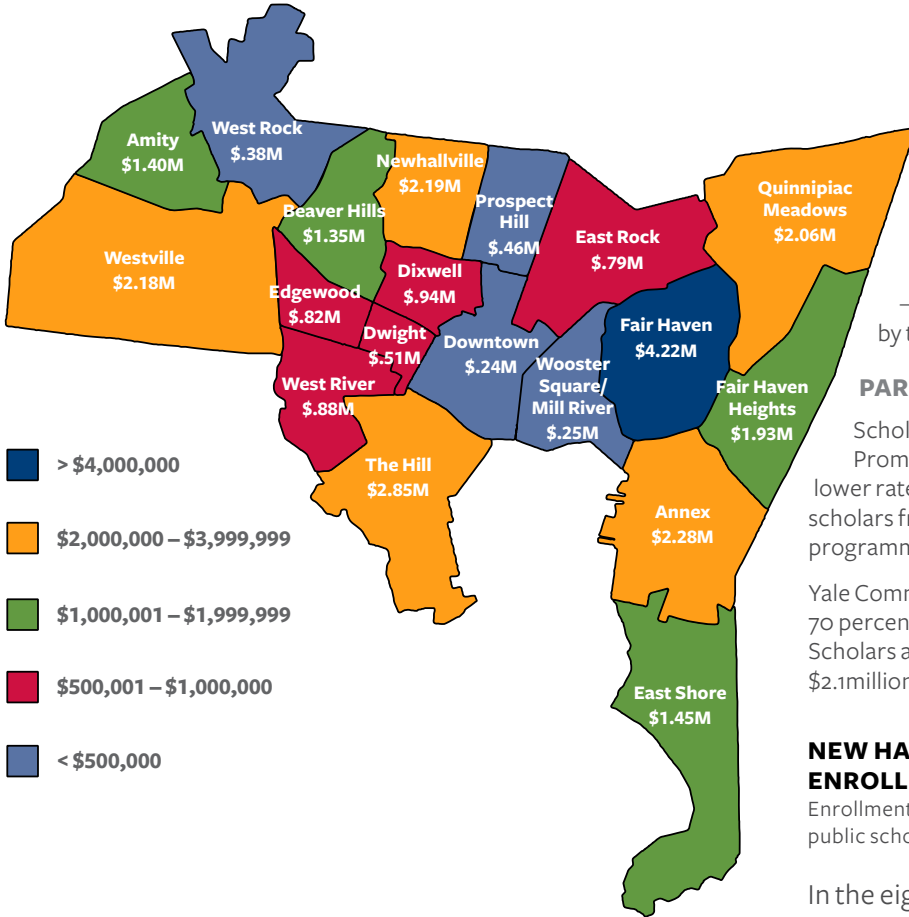 West Rock
$.38M
Amity
$1.40M
Newhallville
$2.19M
Prospect
Hill
$.46M
Quinnipiac
Meadows
$2.06M
Beaver Hills
$1.35M
East Rock
$.79M
Westville
$2.18M
Dixwell
$.94M
Edgewood
$.82M
Dwight
$.51M
Downtown
$.24M
Fair Haven
$4.22M
Wooster
Square/
Mill River
$.25M
West River
$.88M
Fair Haven
Heights
$1.93M
The Hill
$2.85M
Annex
$2.28M
East Shore
$1.45M
> $4,000,000
$2,000,000 – $3,999,999
$1,000,001 – $1,999,999
$500,001 – $1,000,000
< $500,000
—
by t
PAR
Schol
Prom
lower rate
scholars fr
programm
Yale Comm
70 percen
Scholars a
$2.1million
NEW HA
ENROLL
Enrollment
public scho
In the eig